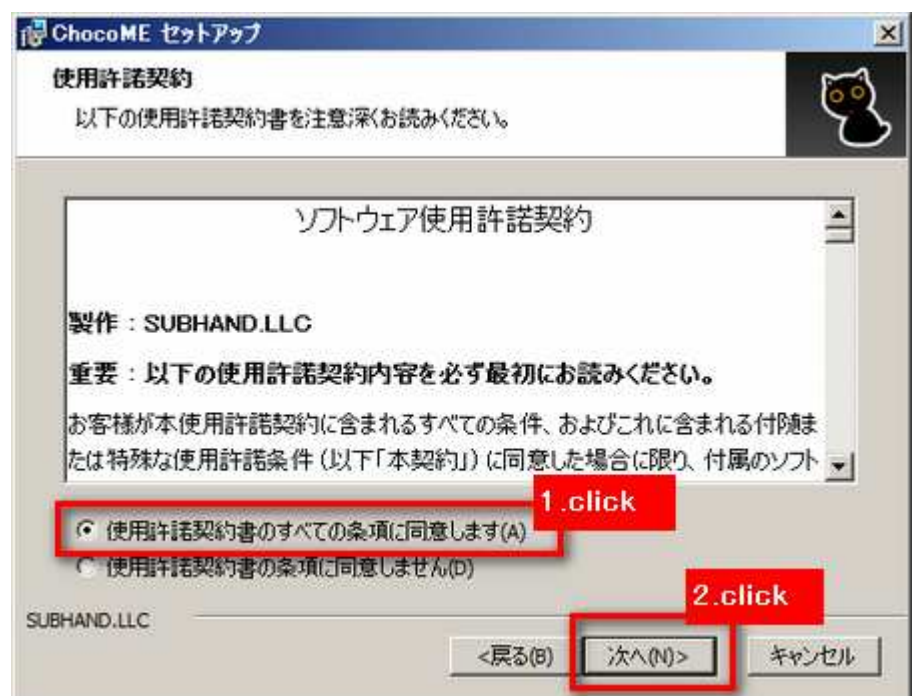 ChocoME セットアップ
使用許諾契約
以下の使用許諾契約書を注意深くお読みください。
ソフトウェア使用許諾契約
製作：SUBHAND.LLC
重要：以下の使用許諾契約内容を必ず最初にお読みください。
お客様が本使用許諾契約に含まれるすべての条件、およびこれに含まれる付随ま
たは特殊な使用許諾条件（以下「本契約」）に同意した場合に限り、付属のソフト
1.click
使用許諾契約書のすべての条項に同意します(A)
使用許諾契約書の条項に同意しません(D)
2.click
SUBHAND.LLC
<戻る(B)
次へ(N)>
キャンセル